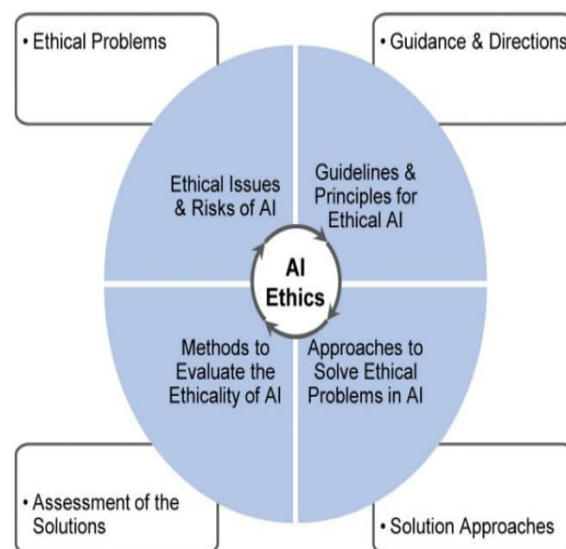 • Ethical Problems
• Guidance & Directions
Ethical Issues
& Risks of AI
Guidelines &
Principles for
Ethical AI
AI
Ethics
Methods to
Evaluate the
Ethicality of AI
Approaches to
Solve Ethical
Problems in AI
• Assessment of the
Solutions
• Solution Approaches